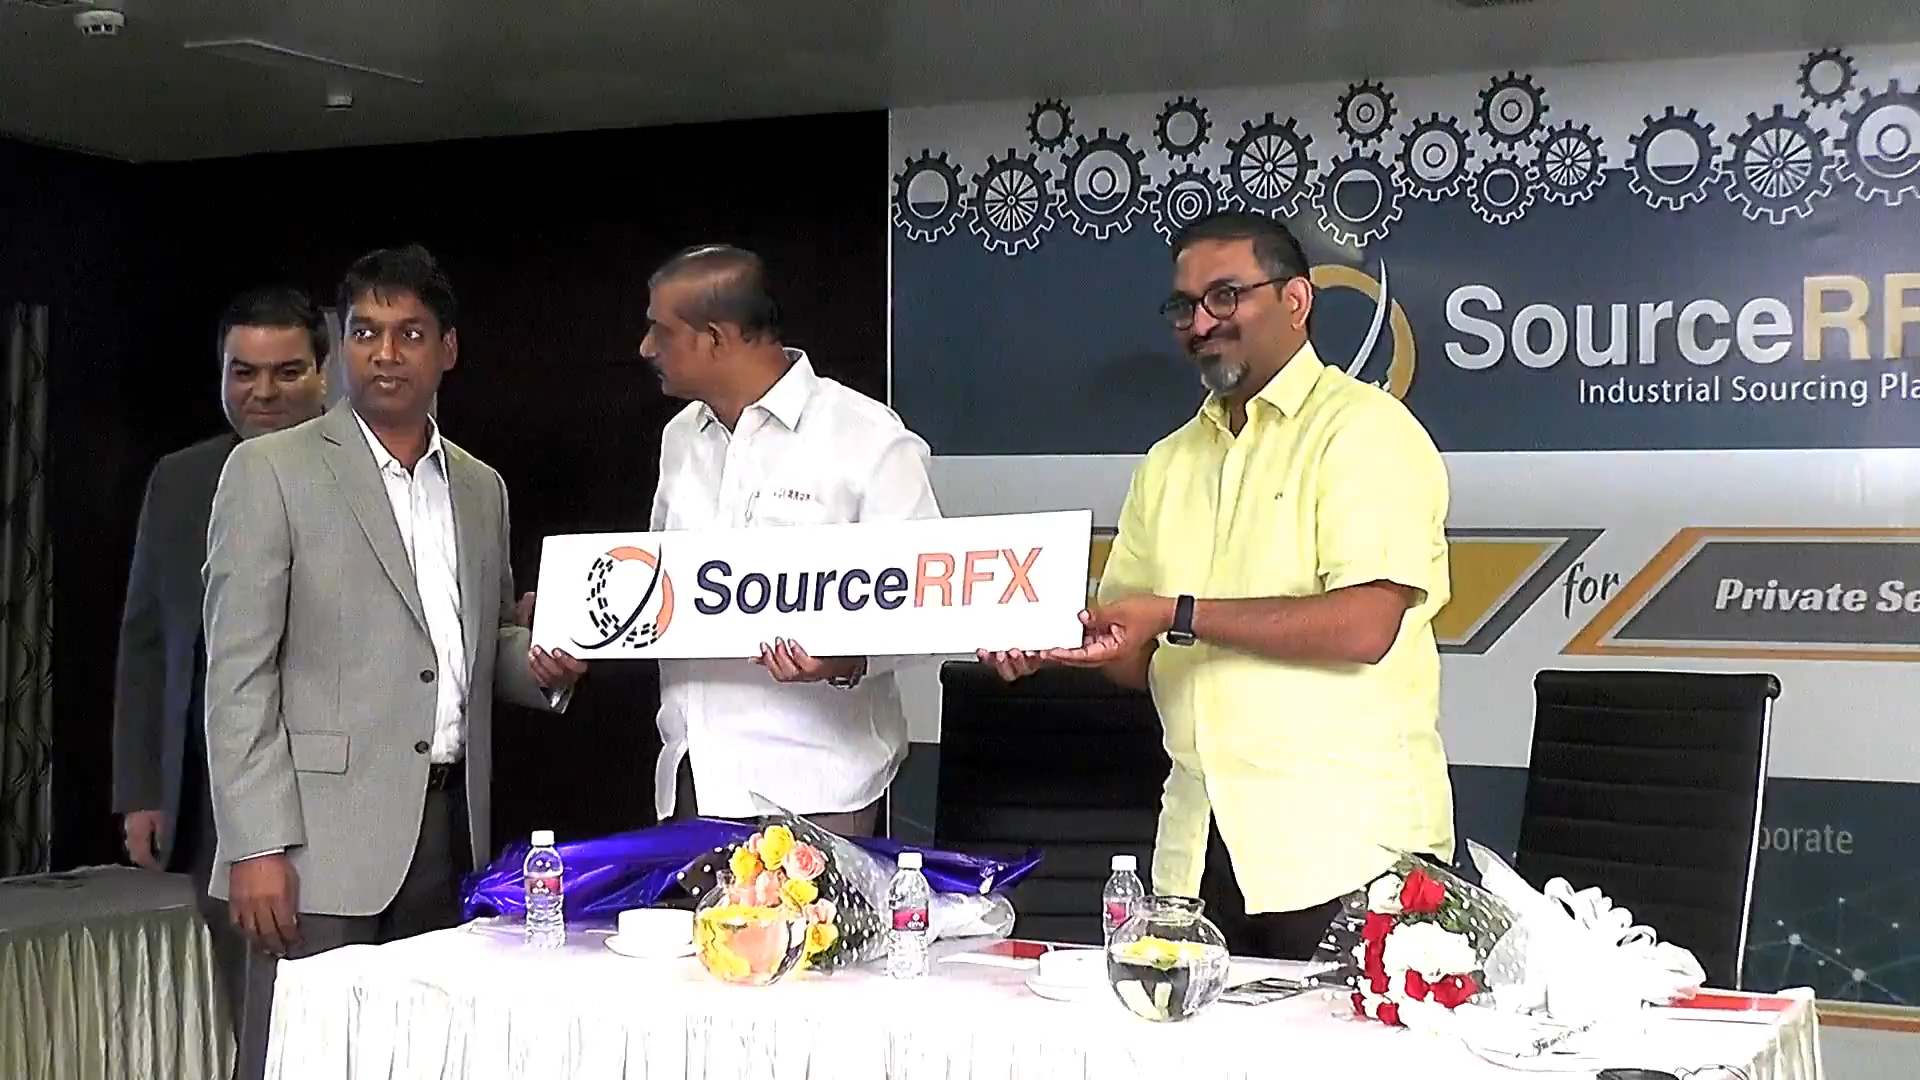 SourceRF
Industrial Sourcing Pla
SourceRFX
for
Private Se
porate